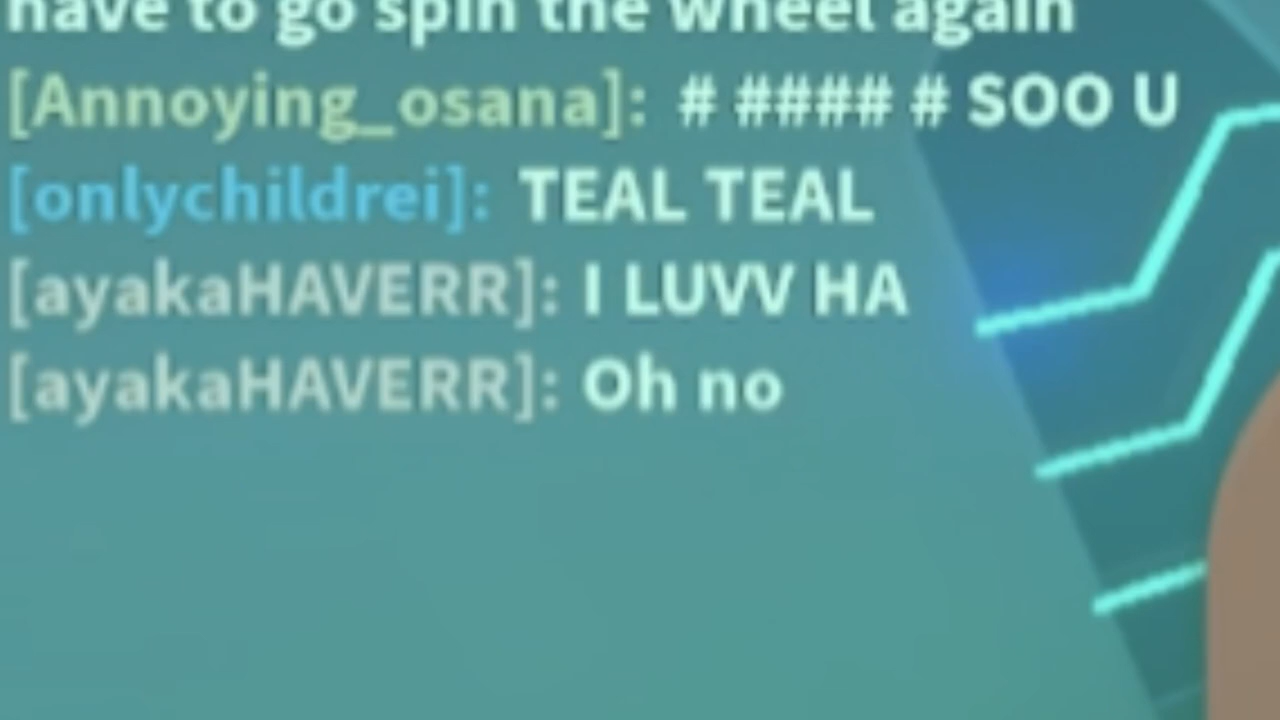 have to go spin the wheel again
[Annoying_osana]: # #### # SOO U
[onlychildrei]: TEAL TEAL
[ayakaHAVERR]: I LUVV HA
[ayakaHAVERR]: Oh no